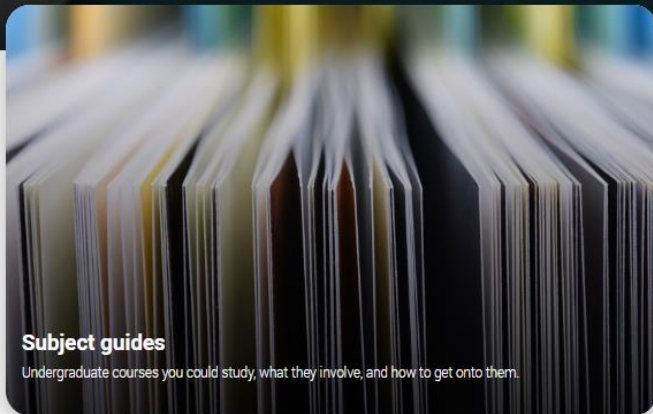 Subject guides
Undergraduate courses you could study, what they involve, and how to get onto them.